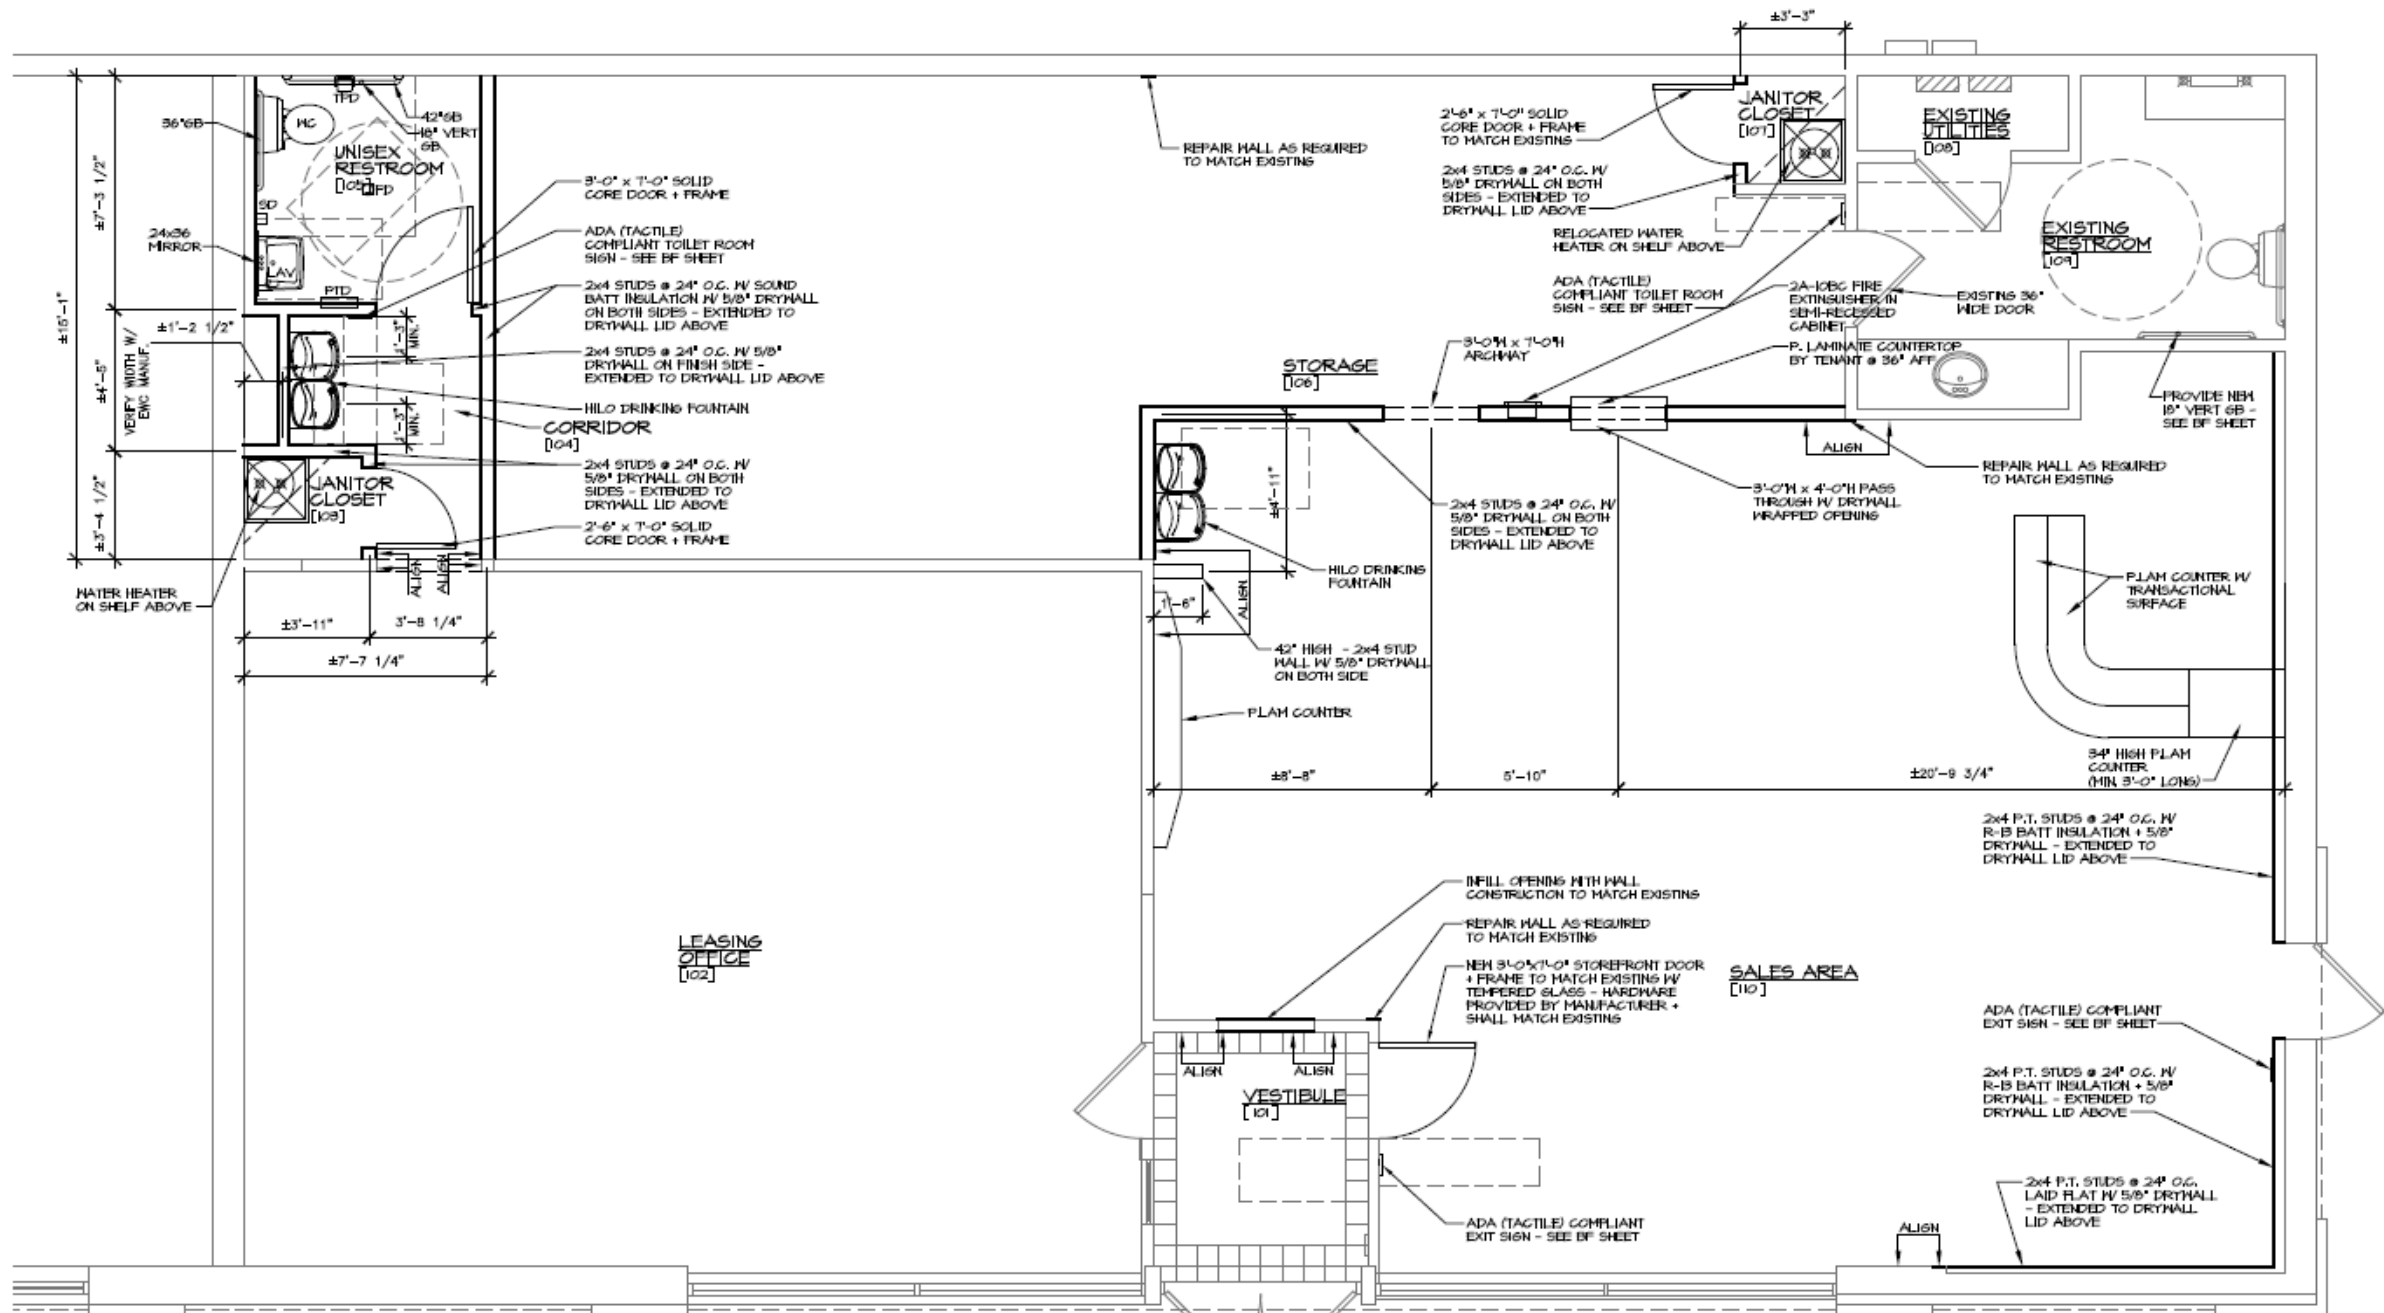 ±3'-3"
36"GB
TPD
WC
42"GB
18" VERT
GB
UNISEX
RESTROOM
[105]
FD
SD
24x36
MIRROR
LAV
PTD
±7'-3 1/2"
±15'-1"
±4'-5"
±3'-4 1/2"
VERIFY WIDTH W/
EWC MANUF.
±1'-2 1/2"
1'-3"
MIN.
1'-3"
MIN.
3'-0" x 7'-0" SOLID
CORE DOOR + FRAME
ADA (TACTILE)
COMPLIANT TOILET ROOM
SIGN - SEE BF SHEET
2x4 STUDS @ 24" O.C. W/ SOUND
BATT INSULATION W/ 5/8" DRYWALL
ON BOTH SIDES - EXTENDED TO
DRYWALL LID ABOVE
2x4 STUDS @ 24" O.C. W/ 5/8"
DRYWALL ON FINISH SIDE -
EXTENDED TO DRYWALL LID ABOVE
HILO DRINKING FOUNTAIN
CORRIDOR
[104]
2x4 STUDS @ 24" O.C. W/
5/8" DRYWALL ON BOTH
SIDES - EXTENDED TO
DRYWALL LID ABOVE
2'-6" x 7'-0" SOLID
CORE DOOR + FRAME
JANITOR
CLOSET
[103]
WATER HEATER
ON SHELF ABOVE
ALIGN
ALIGN
±3'-11"
3'-8 1/4"
±7'-7 1/4"
REPAIR WALL AS REQUIRED
TO MATCH EXISTING
2'-6" x 7'-0" SOLID
CORE DOOR + FRAME
TO MATCH EXISTING
2x4 STUDS @ 24" O.C. W/
5/8" DRYWALL ON BOTH
SIDES - EXTENDED TO
DRYWALL LID ABOVE
RELOCATED WATER
HEATER ON SHELF ABOVE
ADA (TACTILE)
COMPLIANT TOILET ROOM
SIGN - SEE BF SHEET
JANITOR
CLOSET
[107]
EXISTING
UTILITIES
[108]
EXISTING
RESTROOM
[109]
2A-10BC FIRE
EXTINGUISHER IN
SEMI-RECESSED
CABINET
EXISTING 36"
WIDE DOOR
P. LAMINATE COUNTERTOP
BY TENANT @ 36" AFF
3'-0"W x 7'-0"H
ARCHWAY
STORAGE
[106]
PROVIDE NEW
18" VERT GB -
SEE BF SHEET
ALIGN
REPAIR WALL AS REQUIRED
TO MATCH EXISTING
3'-0"W x 4'-0"H PASS
THROUGH W/ DRYWALL
WRAPPED OPENING
±4'-11"
2x4 STUDS @ 24" O.C. W/
5/8" DRYWALL ON BOTH
SIDES - EXTENDED TO
DRYWALL LID ABOVE
HILO DRINKING
FOUNTAIN
ALIGN
1'-6"
42" HIGH - 2x4 STUD
WALL W/ 5/8" DRYWALL
ON BOTH SIDE
P.LAM COUNTER
P.LAM COUNTER W/
TRANSACTIONAL
SURFACE
34" HIGH P.LAM
COUNTER
(MIN. 3'-0" LONG)
±8'-8"
5'-10"
±20'-9 3/4"
2x4 P.T. STUDS @ 24" O.C. W/
R-13 BATT INSULATION + 5/8"
DRYWALL - EXTENDED TO
DRYWALL LID ABOVE
INFILL OPENING WITH WALL
CONSTRUCTION TO MATCH EXISTING
REPAIR WALL AS REQUIRED
TO MATCH EXISTING
NEW 3'-0"x7'-0" STOREFRONT DOOR
+ FRAME TO MATCH EXISTING W/
TEMPERED GLASS - HARDWARE
PROVIDED BY MANUFACTURER +
SHALL MATCH EXISTING
LEASING
OFFICE
[102]
SALES AREA
[110]
ADA (TACTILE) COMPLIANT
EXIT SIGN - SEE BF SHEET
ALIGN
ALIGN
VESTIBULE
[101]
2x4 P.T. STUDS @ 24" O.C. W/
R-13 BATT INSULATION + 5/8"
DRYWALL - EXTENDED TO
DRYWALL LID ABOVE
2x4 P.T. STUDS @ 24" O.C.
LAID FLAT W/ 5/8" DRYWALL
- EXTENDED TO DRYWALL
LID ABOVE
ALIGN
ADA (TACTILE) COMPLIANT
EXIT SIGN - SEE BF SHEET